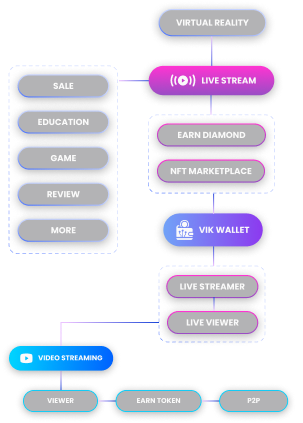 VIRTUAL REALITY
LIVE STREAM
SALE
EDUCATION
GAME
REVIEW
MORE
EARN DIAMOND
NFT MARKETPLACE
VIK WALLET
LIVE STREAMER
LIVE VIEWER
VIDEO STREAMING
VIEWER
EARN TOKEN
P2P